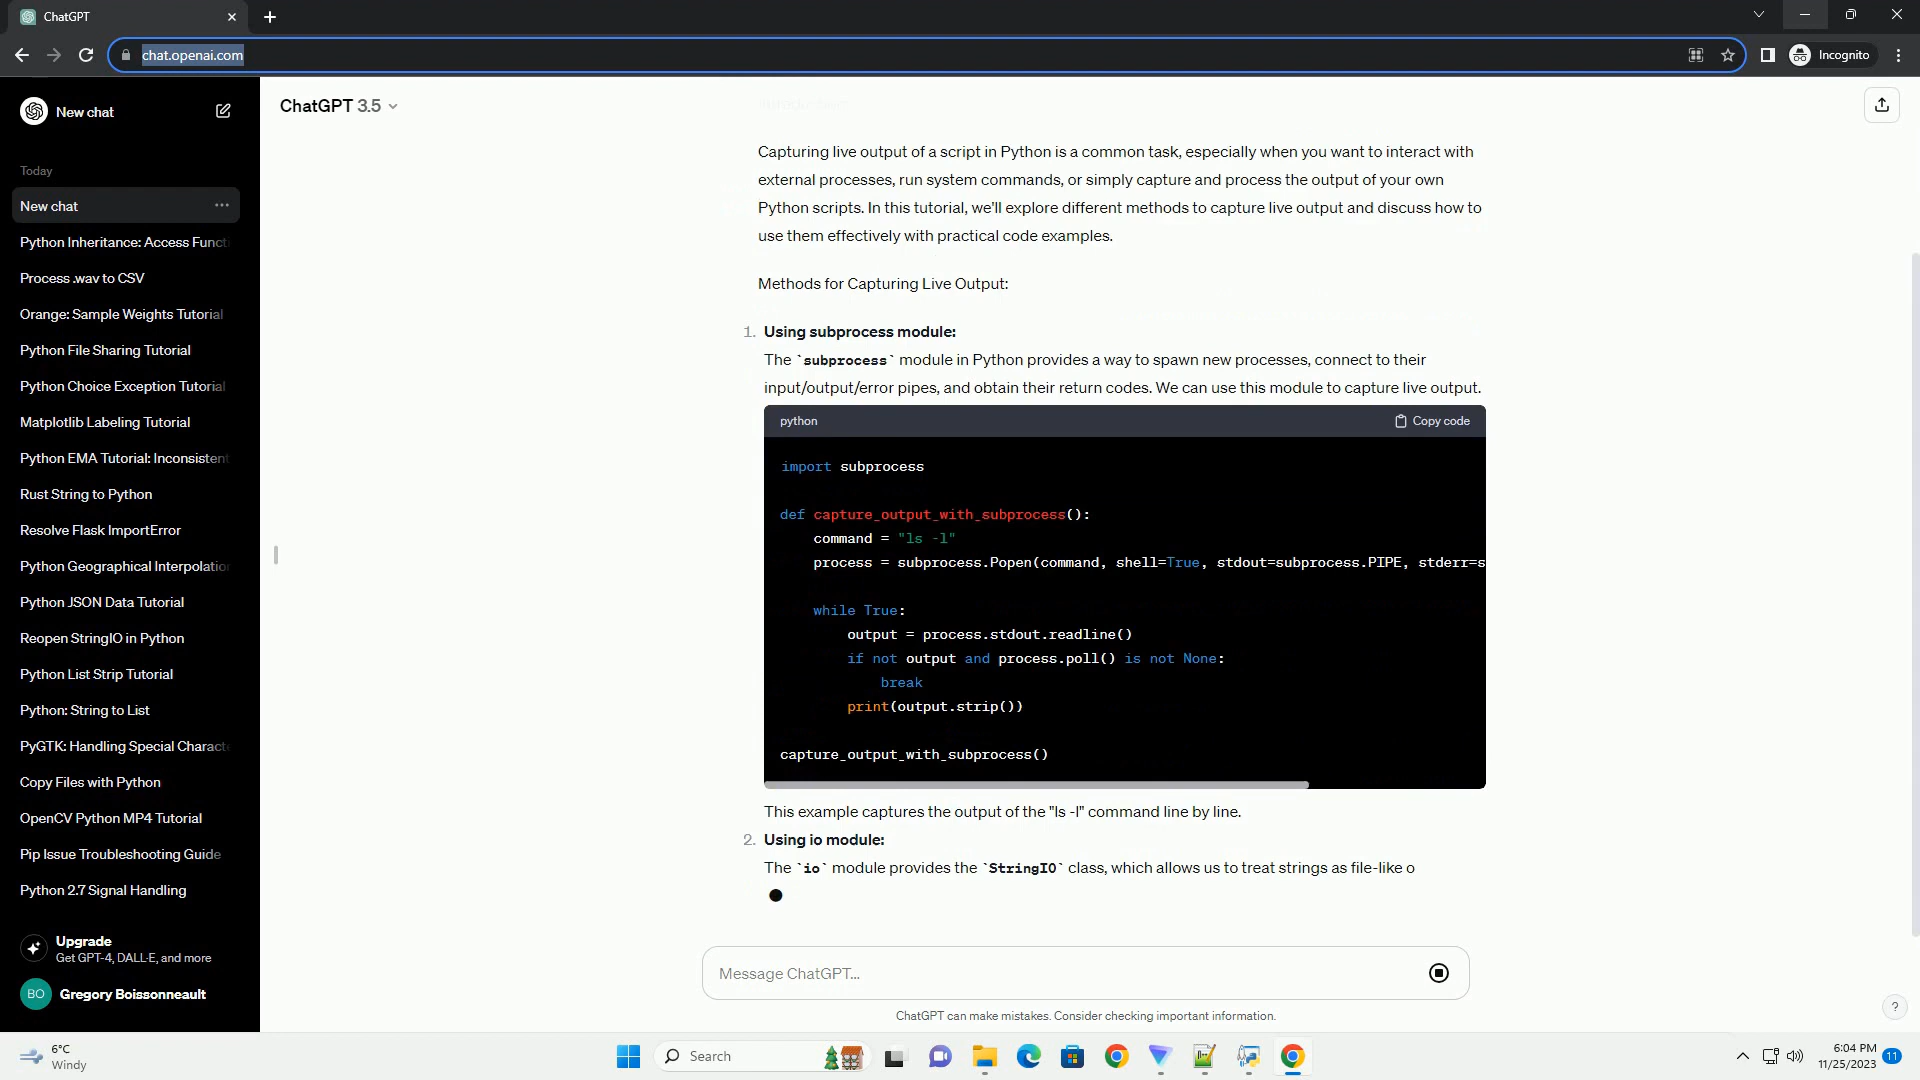 ChatGPT
chat.openai.com
Incognito
New chat
Today
New chat
Python Inheritance: Access Functi
Process .wav to CSV
Orange: Sample Weights Tutorial
Python File Sharing Tutorial
Python Choice Exception Tutorial
Matplotlib Labeling Tutorial
Python EMA Tutorial: Inconsistent
Rust String to Python
Resolve Flask ImportError
Python Geographical Interpolation
Python JSON Data Tutorial
Reopen StringIO in Python
Python List Strip Tutorial
Python: String to List
PyGTK: Handling Special Characte
Copy Files with Python
OpenCV Python MP4 Tutorial
Pip Issue Troubleshooting Guide
Python 2.7 Signal Handling
Upgrade
Get GPT-4, DALL·E, and more
BO
Gregory Boissonneault
ChatGPT 3.5
Capturing live output of a script in Python is a common task, especially when you want to interact with
external processes, run system commands, or simply capture and process the output of your own
Python scripts. In this tutorial, we'll explore different methods to capture live output and discuss how to
use them effectively with practical code examples.
Methods for Capturing Live Output:
1. Using subprocess module:
The `subprocess` module in Python provides a way to spawn new processes, connect to their
input/output/error pipes, and obtain their return codes. We can use this module to capture live output.
python
Copy code
import subprocess
def capture_output_with_subprocess():
command = "ls -l"
process = subprocess.Popen(command, shell=True, stdout=subprocess.PIPE, stderr=s
while True:
output = process.stdout.readline()
if not output and process.poll() is not None:
break
print(output.strip())
capture_output_with_subprocess()
This example captures the output of the "ls -l" command line by line.
2. Using io module:
The `io` module provides the `StringIO` class, which allows us to treat strings as file-like o
Message ChatGPT...
ChatGPT can make mistakes. Consider checking important information.
?
6°C
Windy
Search
6:04 PM
11/25/2023
11